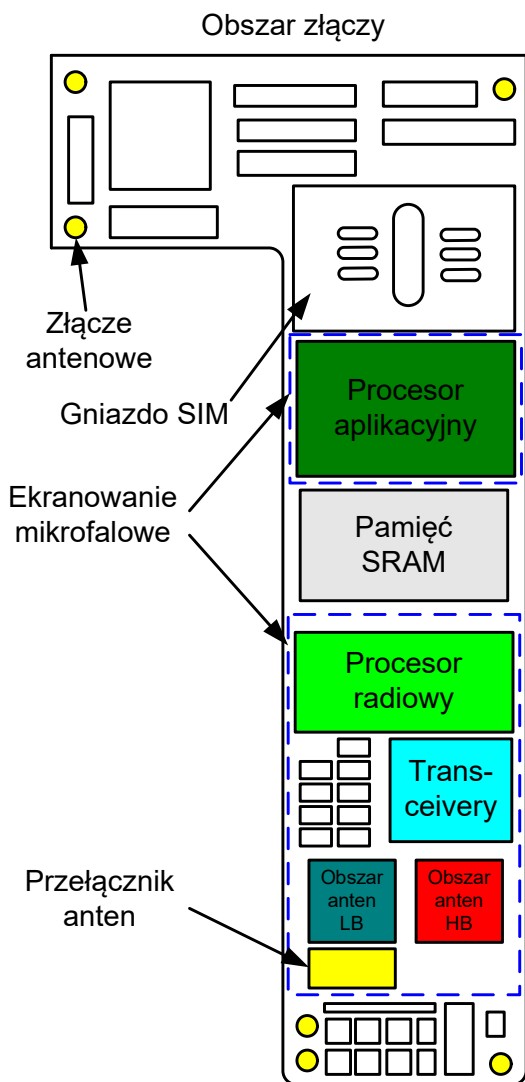 Obszar złączy
Złącze
antenowe
Gniazdo SIM
Procesor
aplikacyjny
Ekranowanie
mikrofalowe
Pamięć
SRAM
Procesor
radiowy
Trans-
ceivery
Przełącznik
anten
Obszar
anten
LB
Obszar
anten
HB